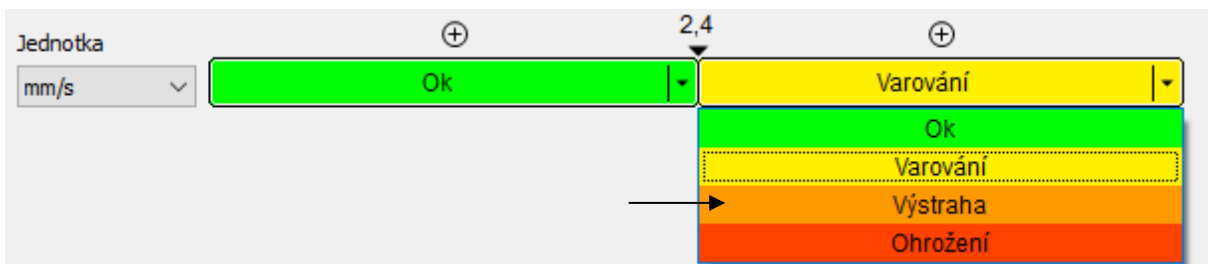 Jednotka
2,4
mm/s
Ok
Varování
Ok
Varování
Výstraha
Ohrožení